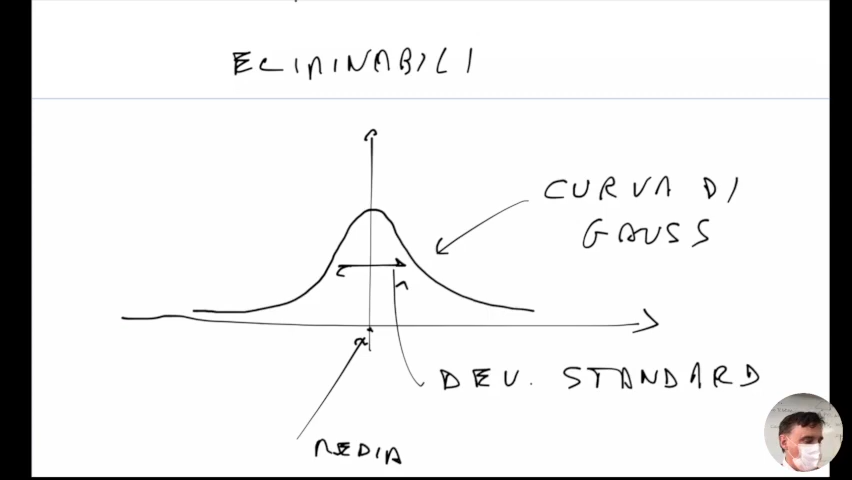 ELIMINABILI
CURVA DI
GAUSS
DEV. STANDARD
MEDIA